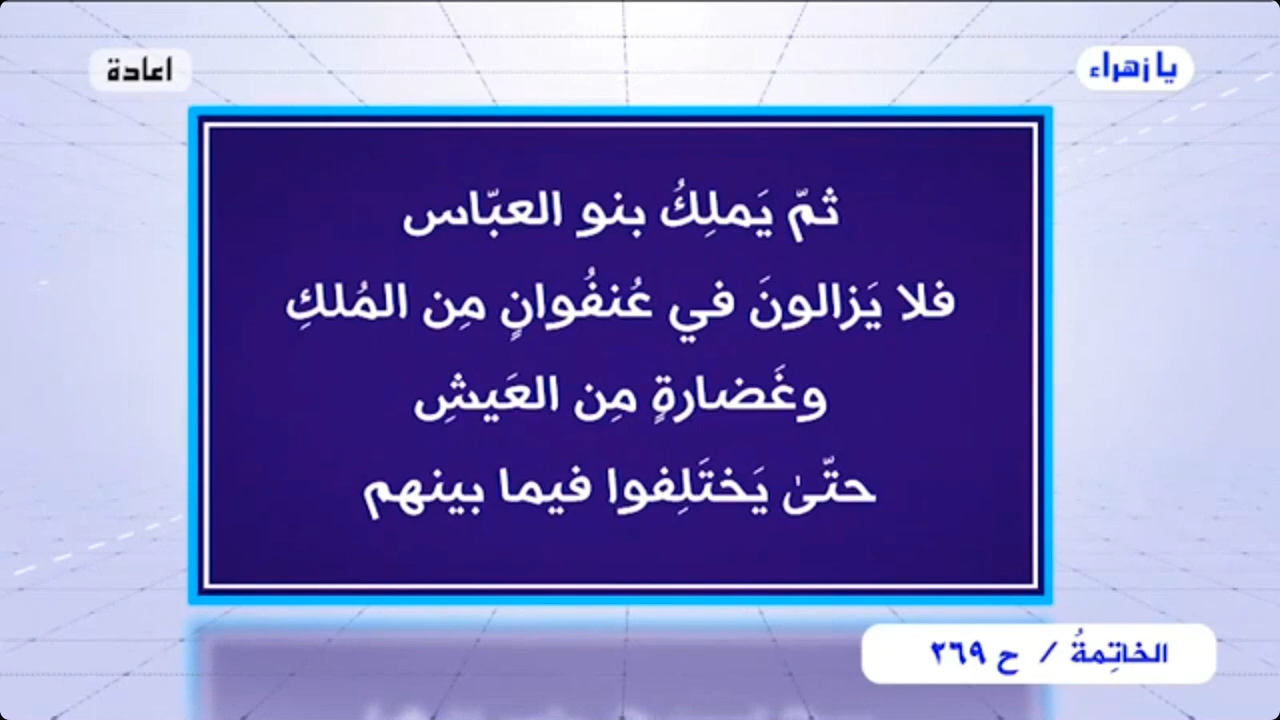 يا زهراء
اعادة
ثمّ يَملِكُ بنو العبّاس
فلا يَزالونَ في عُنفُوانٍ مِن المُلكِ
وغَضارةٍ مِن العَيشِ
حتّىٰ يَختَلِفوا فيما بينهم
الخاتِمةُ / ح ٣٦٩